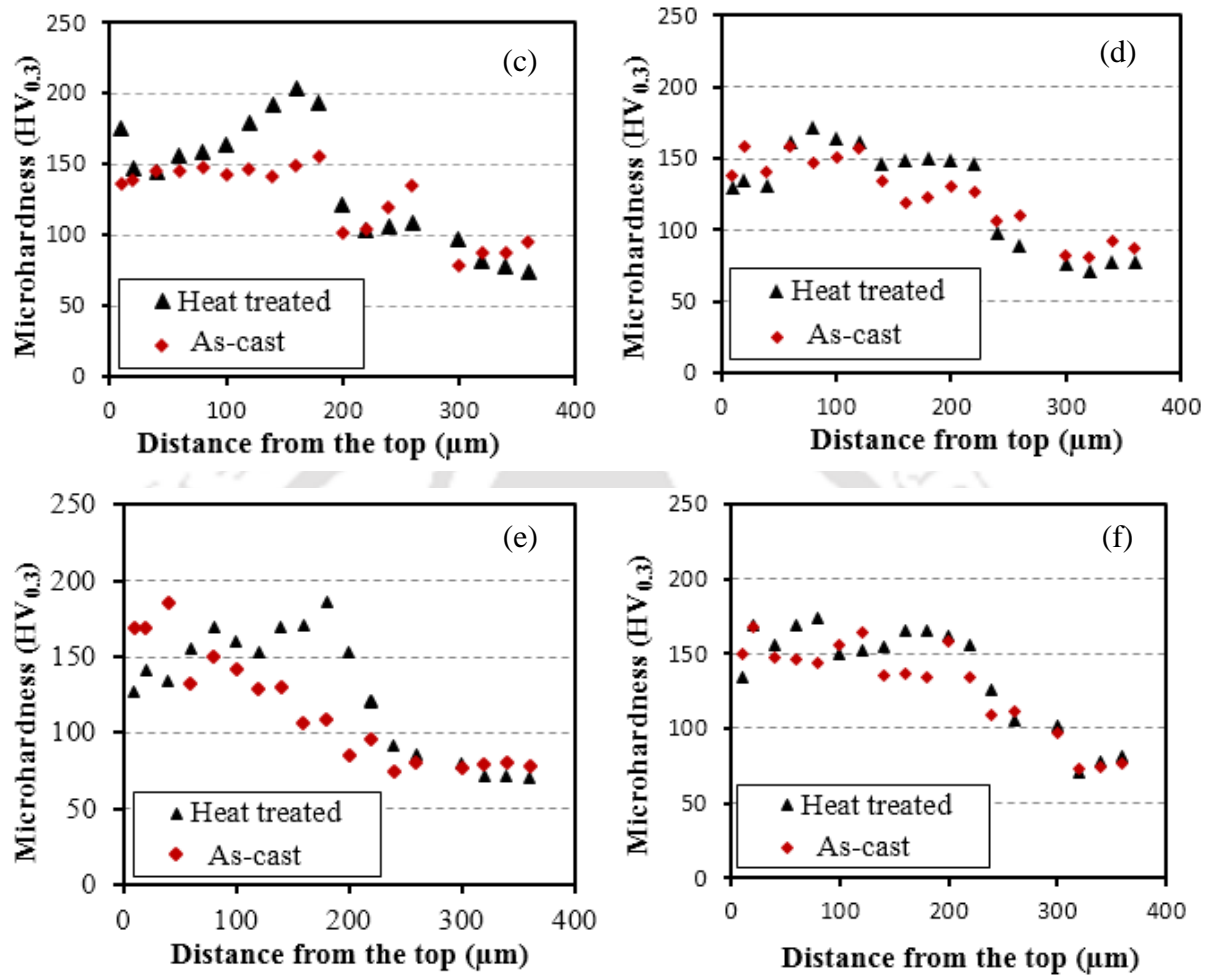 (c)
Microhardness (HV0.3)
250
200
150
100
50
0
Heat treated
As-cast
0 100 200 300 400
Distance from the top (µm)
(d)
Microhardness (HV0.3)
250
200
150
100
50
0
Heat treated
As-cast
0 100 200 300 400
Distance from top (µm)
(e)
Microhardness (HV0.3)
250
200
150
100
50
0
Heat treated
As-cast
0 100 200 300 400
Distance from the top (µm)
(f)
Microhardness (HV0.3)
250
200
150
100
50
0
Heat treated
As-cast
0 100 200 300 400
Distance from the top (µm)